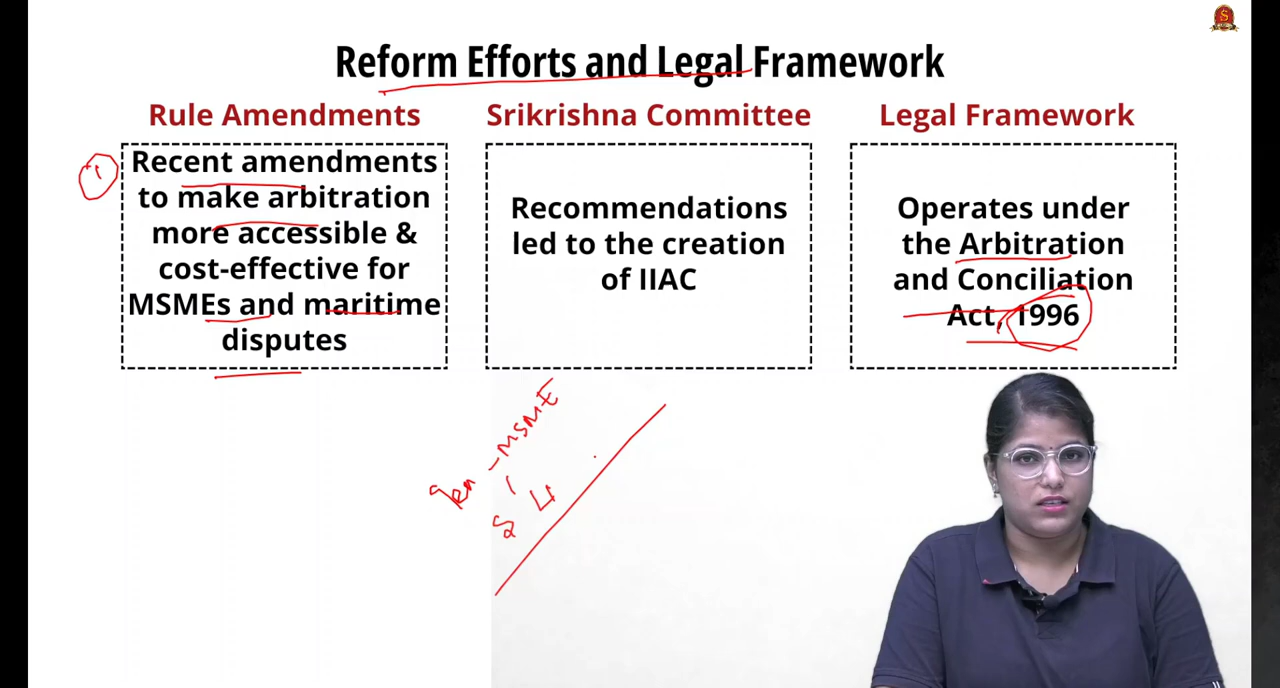 Reform Efforts and Legal Framework
Rule Amendments
Recent amendments
to make arbitration
more accessible &
cost-effective for
MSMEs and maritime
disputes
Srikrishna Committee
Recommendations
led to the creation
of IIAC
Legal Framework
Operates under
the Arbitration
and Conciliation
Act, 1996
- MSME